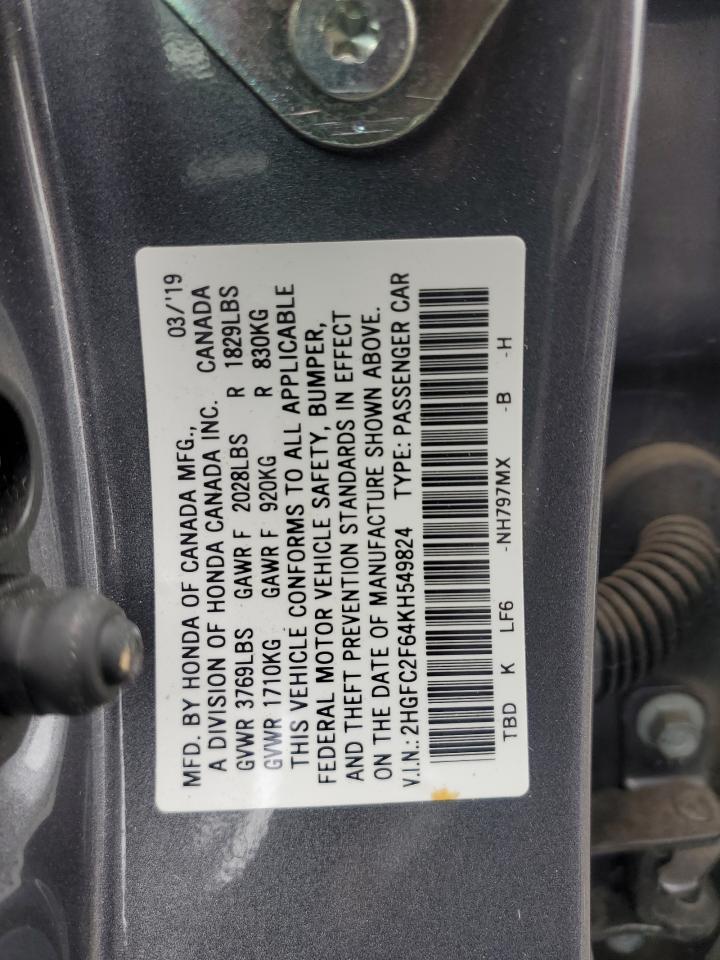 MFD. BY HONDA OF CANADA MFG., 03/'19
A DIVISION OF HONDA CANADA INC. CANADA
GVWR 3769LBS GAWR F 2028LBS R 1829LBS
GVWR 1710KG GAWR F 920KG R 830KG
THIS VEHICLE CONFORMS TO ALL APPLICABLE
FEDERAL MOTOR VEHICLE SAFETY, BUMPER,
AND THEFT PREVENTION STANDARDS IN EFFECT
ON THE DATE OF MANUFACTURE SHOWN ABOVE.
V.I.N.:2HGFC2F64KH549824 TYPE: PASSENGER CAR
TBD K LF6 -NH797MX -B -H